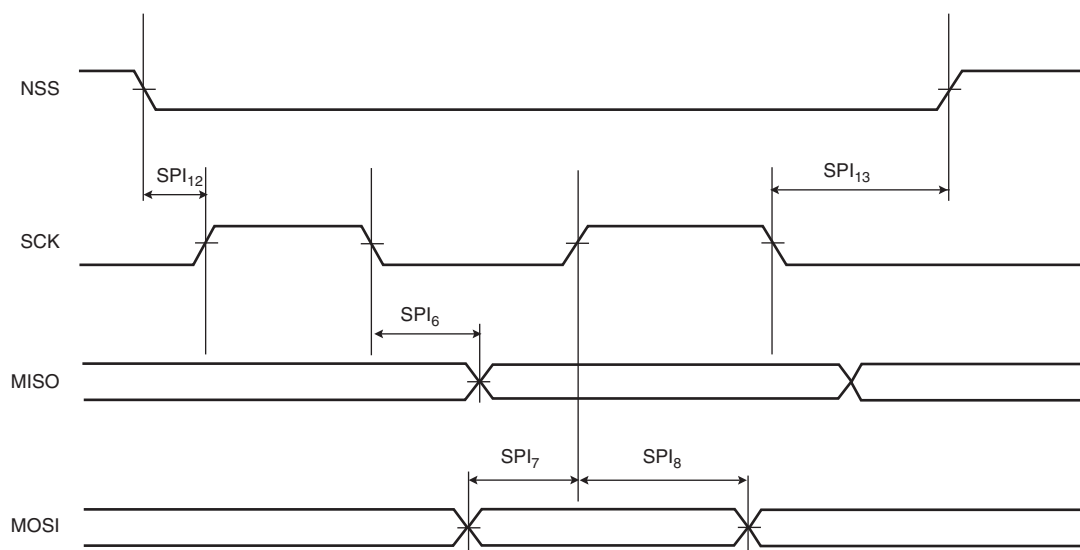 NSS
SPI₁₂
SPI₁₃
SCK
SPI₆
MISO
SPI₇
SPI₈
MOSI